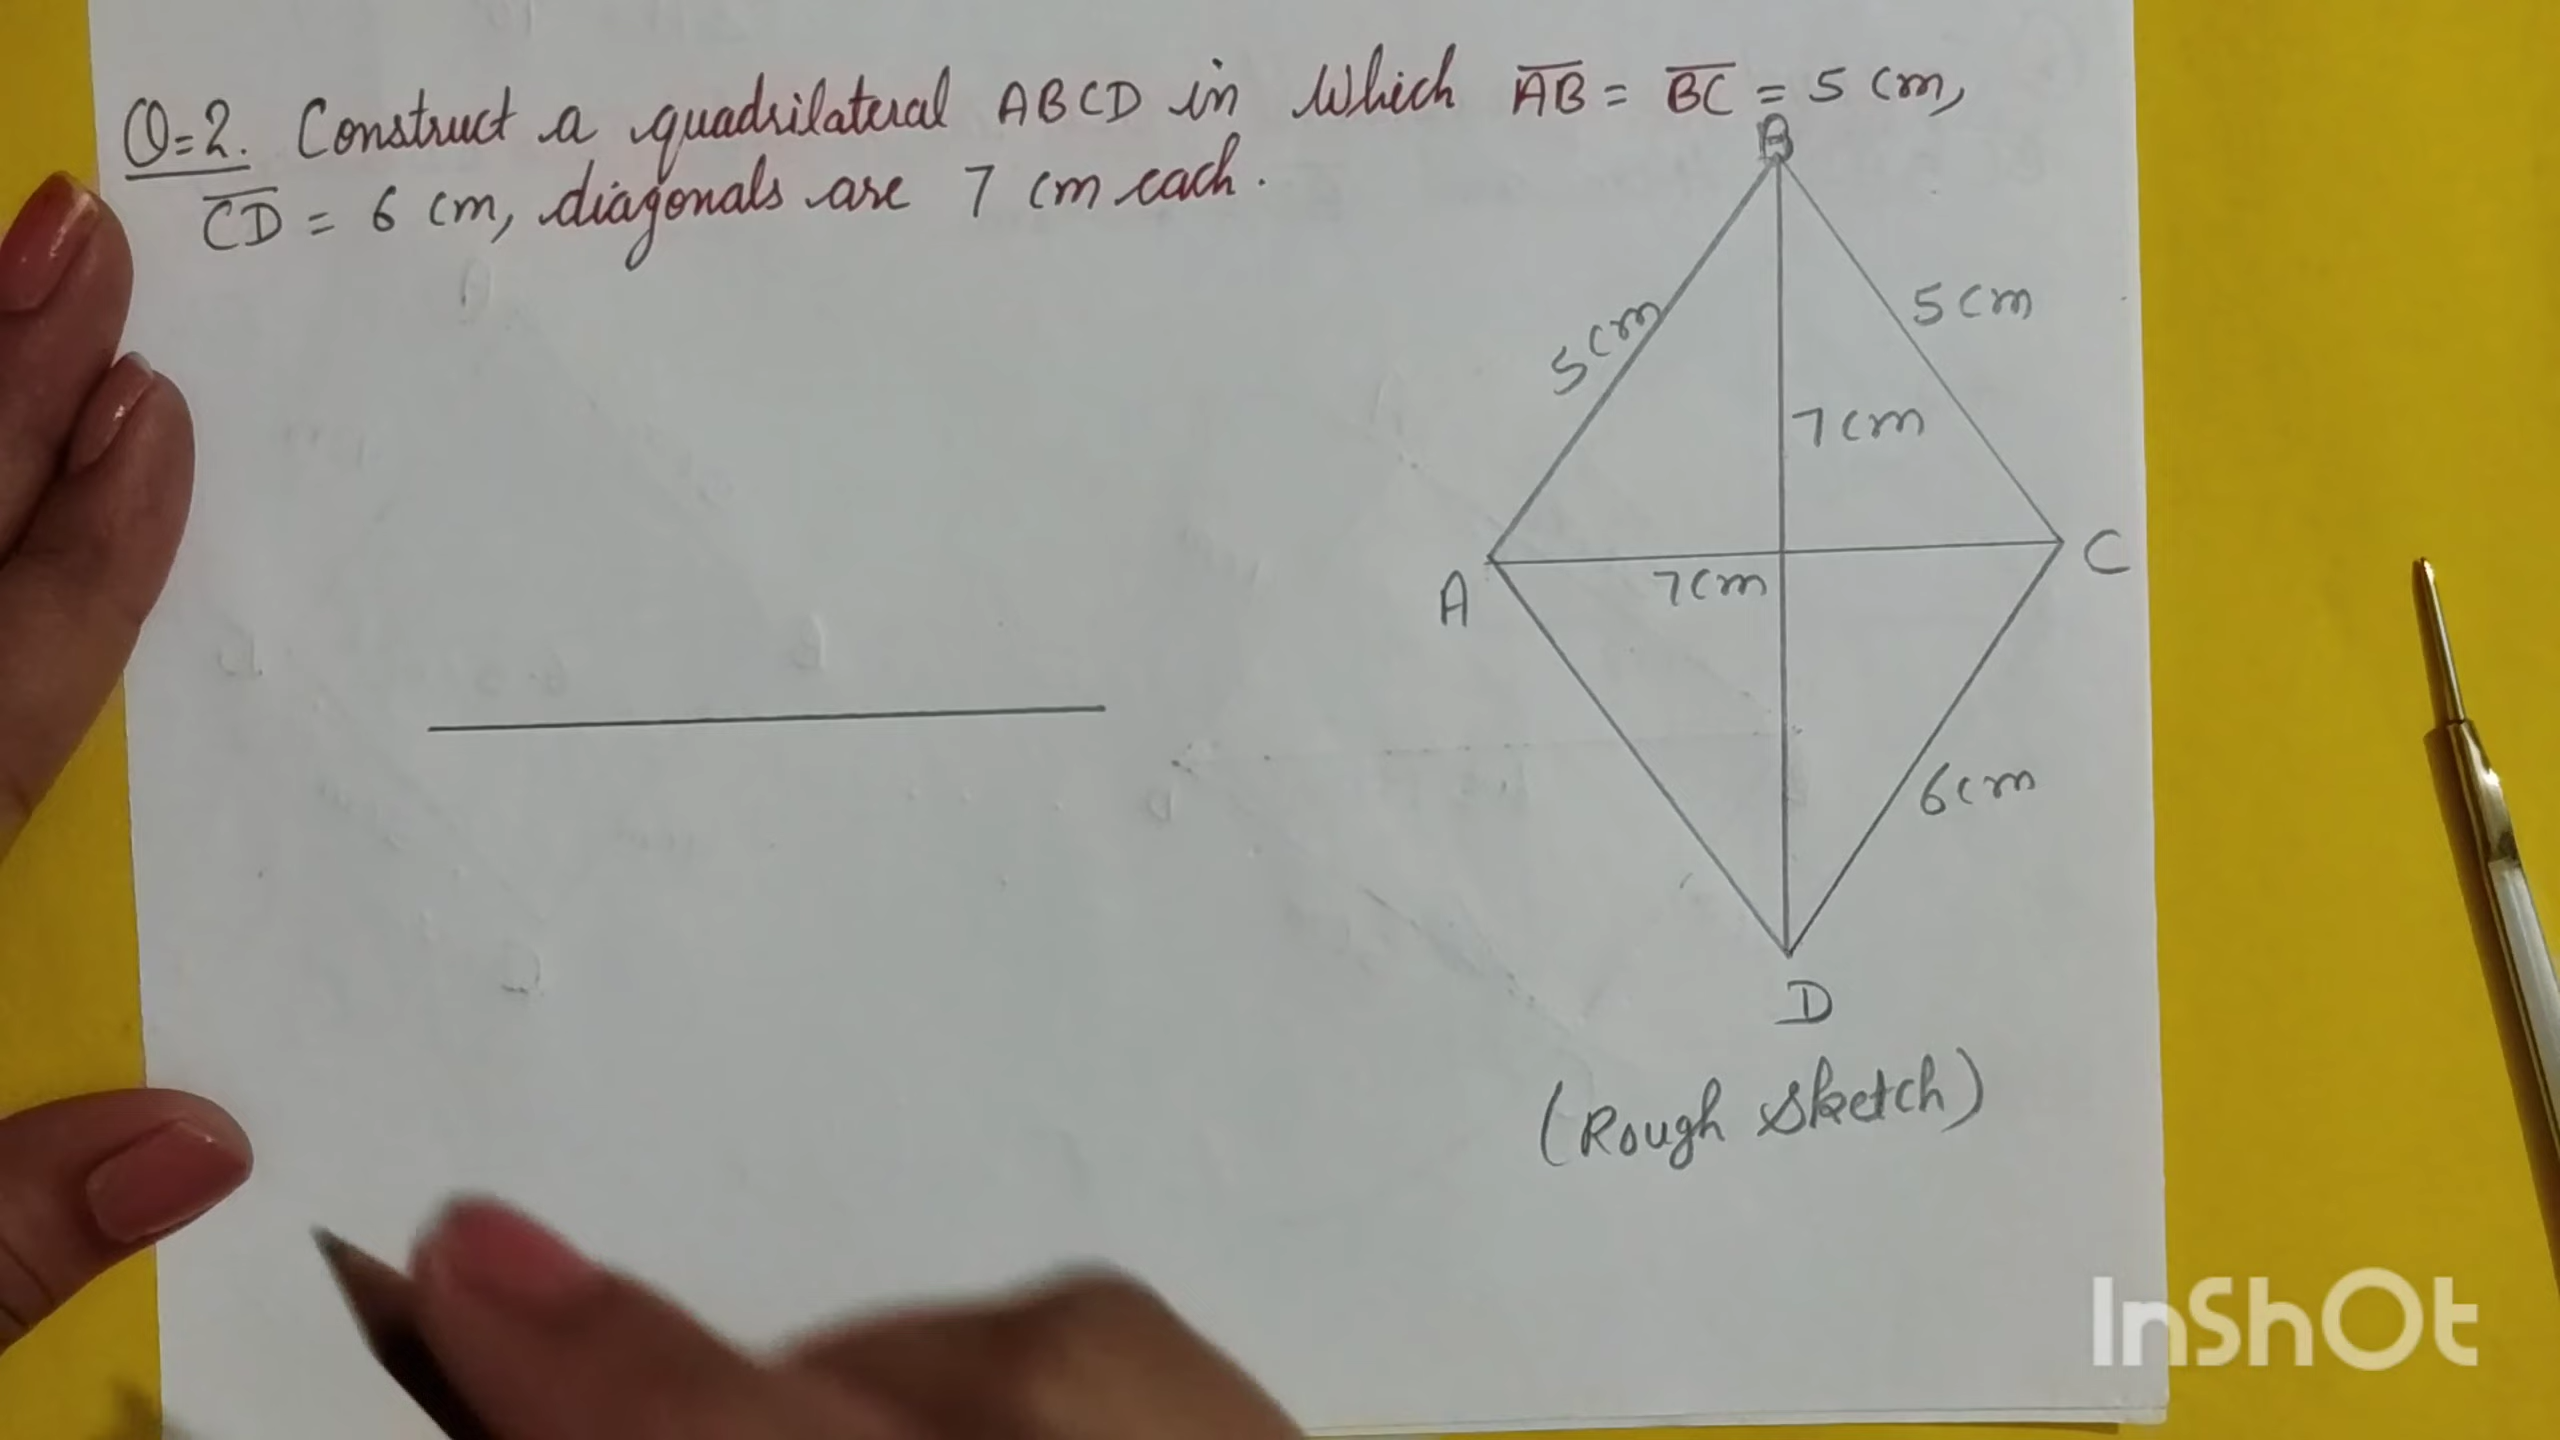 Q=2. Construct a quadrilateral ABCD in which AB = BC = 5 cm,
CD = 6 cm, diagonals are 7 cm each.
B
5cm
5cm
7cm
A
7cm
C
6cm
D
(Rough Sketch)
InShOt